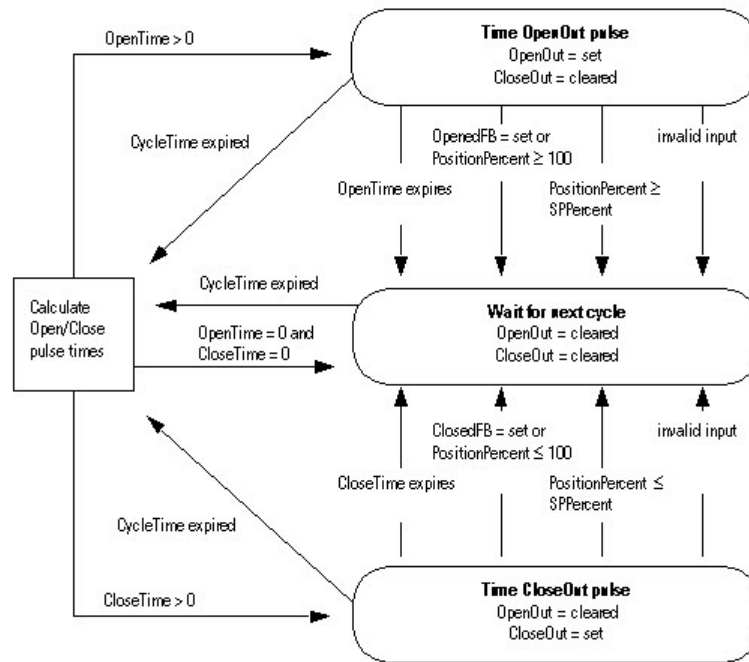 Time OpenOut pulse
OpenOut = set
CloseOut = cleared
OpenTime > 0
CycleTime expired
OpenedFB = set or
PositionPercent ≥ 100
invalid input
OpenTime expires
PositionPercent ≥
SPPercent
Calculate
Open/Close
pulse times
CycleTime expired
OpenTime = 0 and
CloseTime = 0
Wait for next cycle
OpenOut = cleared
CloseOut = cleared
ClosedFB = set or
PositionPercent ≤ 100
invalid input
CloseTime expires
PositionPercent ≤
SPPercent
CycleTime expired
CloseTime > 0
Time CloseOut pulse
OpenOut = cleared
CloseOut = set